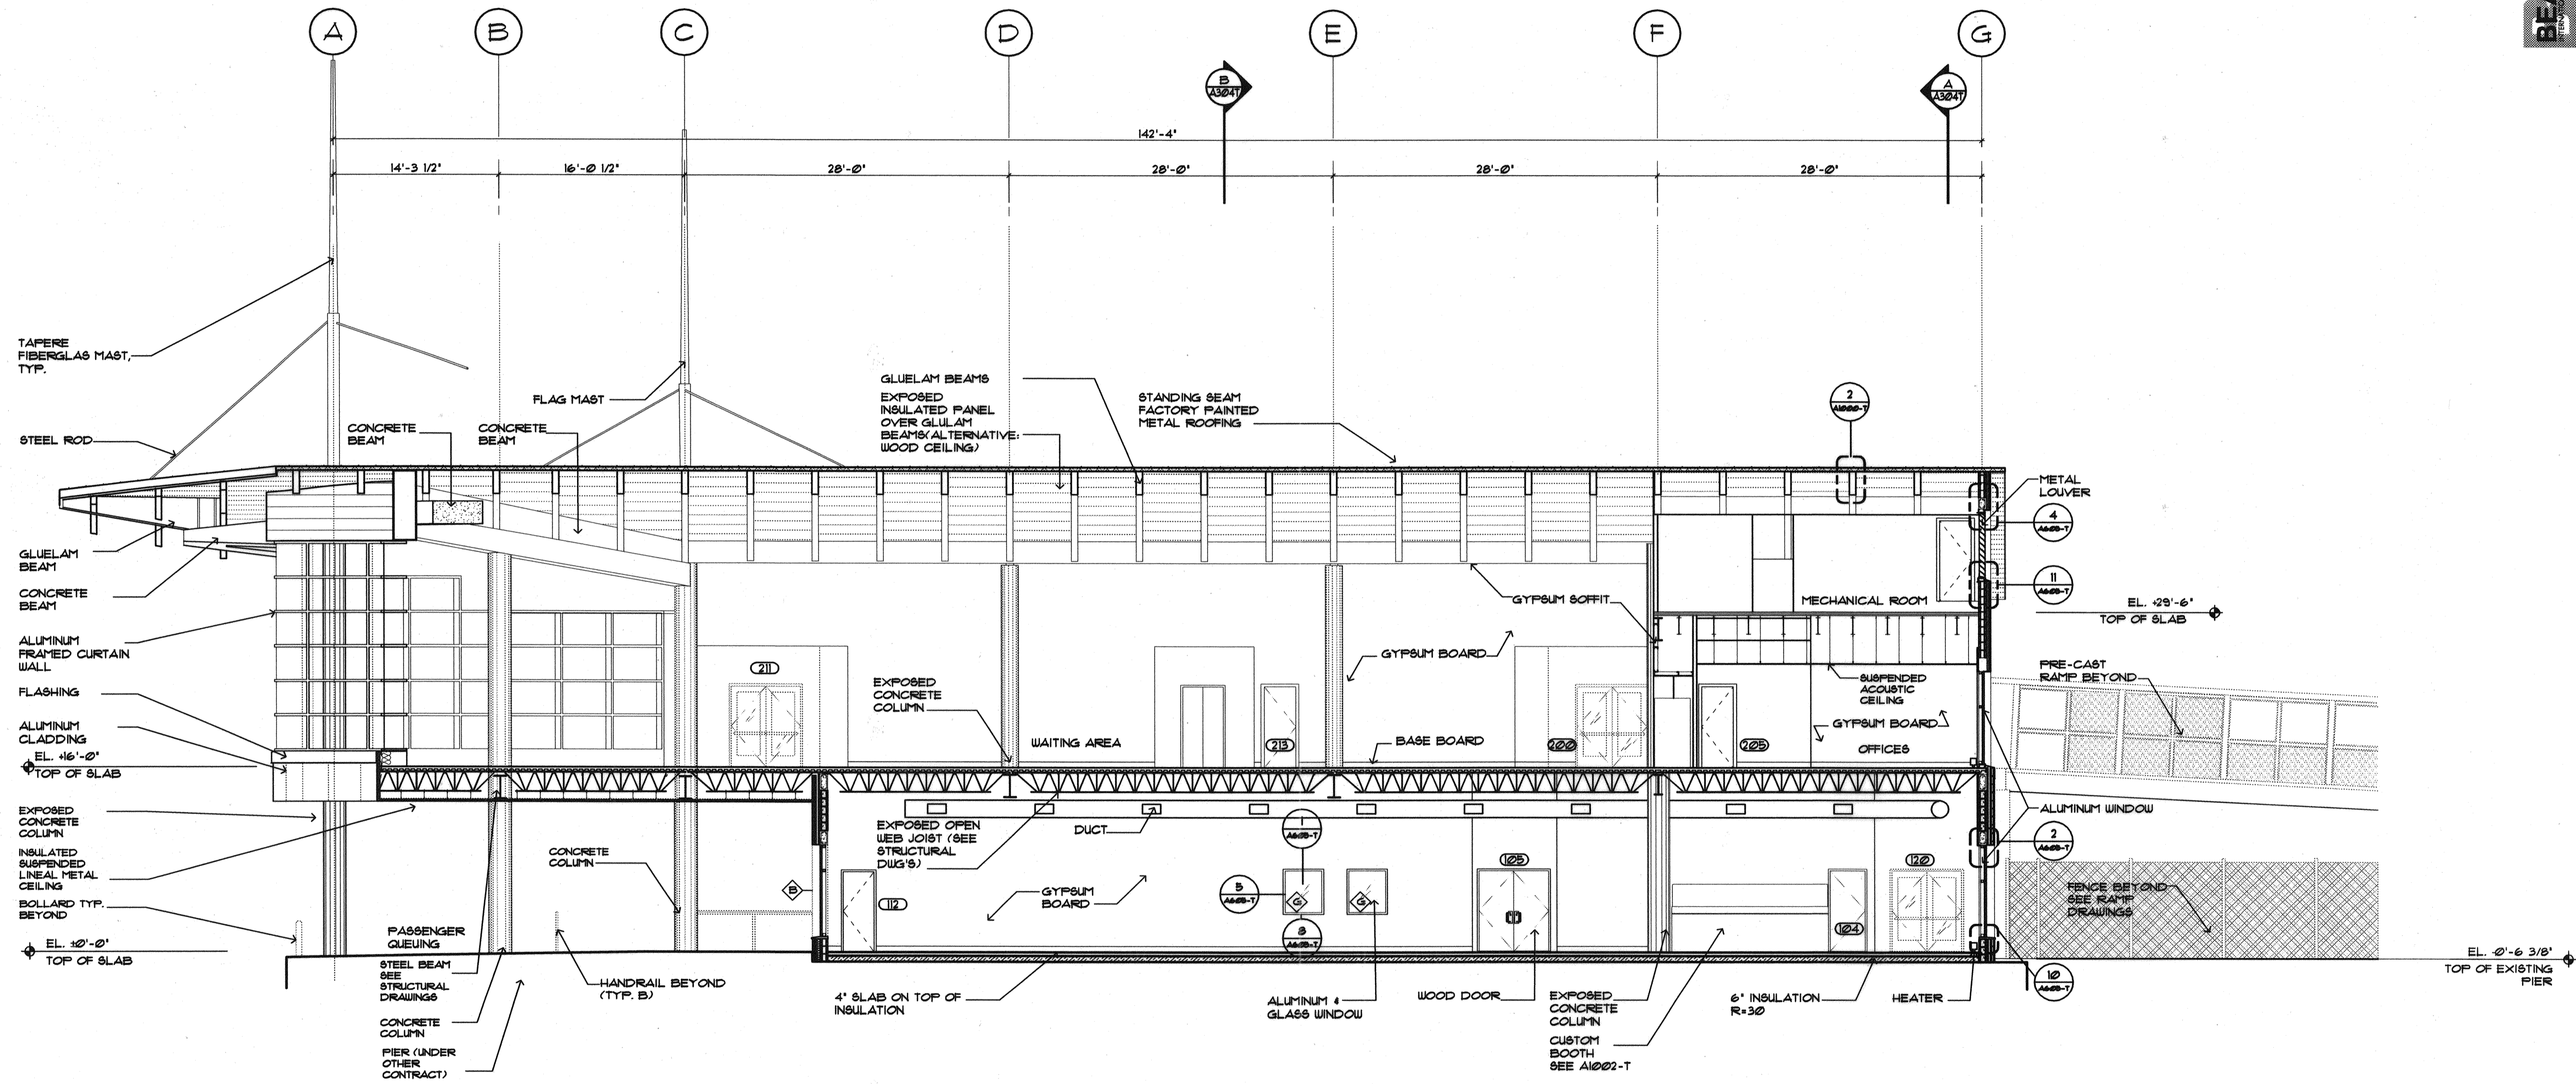 A
B
C
D
E
F
G
B
A304T
A
A304T
142'-4"
14'-3 1/2"
16'-0 1/2"
28'-0"
28'-0"
28'-0"
28'-0"
TAPERE
FIBERGLAS MAST,
TYP.
STEEL ROD
FLAG MAST
CONCRETE
BEAM
CONCRETE
BEAM
GLUELAM BEAMS
EXPOSED
INSULATED PANEL
OVER GLULAM
BEAMS(ALTERNATIVE:
WOOD CEILING)
STANDING SEAM
FACTORY PAINTED
METAL ROOFING
2
A1000-T
METAL
LOUVER
4
11
GLUELAM
BEAM
CONCRETE
BEAM
ALUMINUM
FRAMED CURTAIN
WALL
FLASHING
ALUMINUM
CLADDING
EL. +16'-0"
TOP OF SLAB
EXPOSED
CONCRETE
COLUMN
INSULATED
SUSPENDED
LINEAL METAL
CEILING
BOLLARD TYP.
BEYOND
EL. ±0'-0"
TOP OF SLAB
GYPSUM SOFFIT
MECHANICAL ROOM
EL. +29'-6"
TOP OF SLAB
GYPSUM BOARD
211
EXPOSED
CONCRETE
COLUMN
WAITING AREA
213
BASE BOARD
200
205
SUSPENDED
ACOUSTIC
CEILING
GYPSUM BOARD
OFFICES
PRE-CAST
RAMP BEYOND
ALUMINUM WINDOW
2
EXPOSED OPEN
WEB JOIST (SEE
STRUCTURAL
DWG'S)
DUCT
1
5
3
G
G
CONCRETE
COLUMN
B
112
GYPSUM
BOARD
105
104
120
FENCE BEYOND
SEE RAMP
DRAWINGS
EL. -0'-6 3/8"
TOP OF EXISTING
PIER
10
PASSENGER
QUEUING
STEEL BEAM
SEE
STRUCTURAL
DRAWINGS
CONCRETE
COLUMN
PIER (UNDER
OTHER
CONTRACT)
HANDRAIL BEYOND
(TYP. B)
4" SLAB ON TOP OF
INSULATION
ALUMINUM &
GLASS WINDOW
WOOD DOOR
EXPOSED
CONCRETE
COLUMN
CUSTOM
BOOTH
SEE A1002-T
6" INSULATION
R=30
HEATER